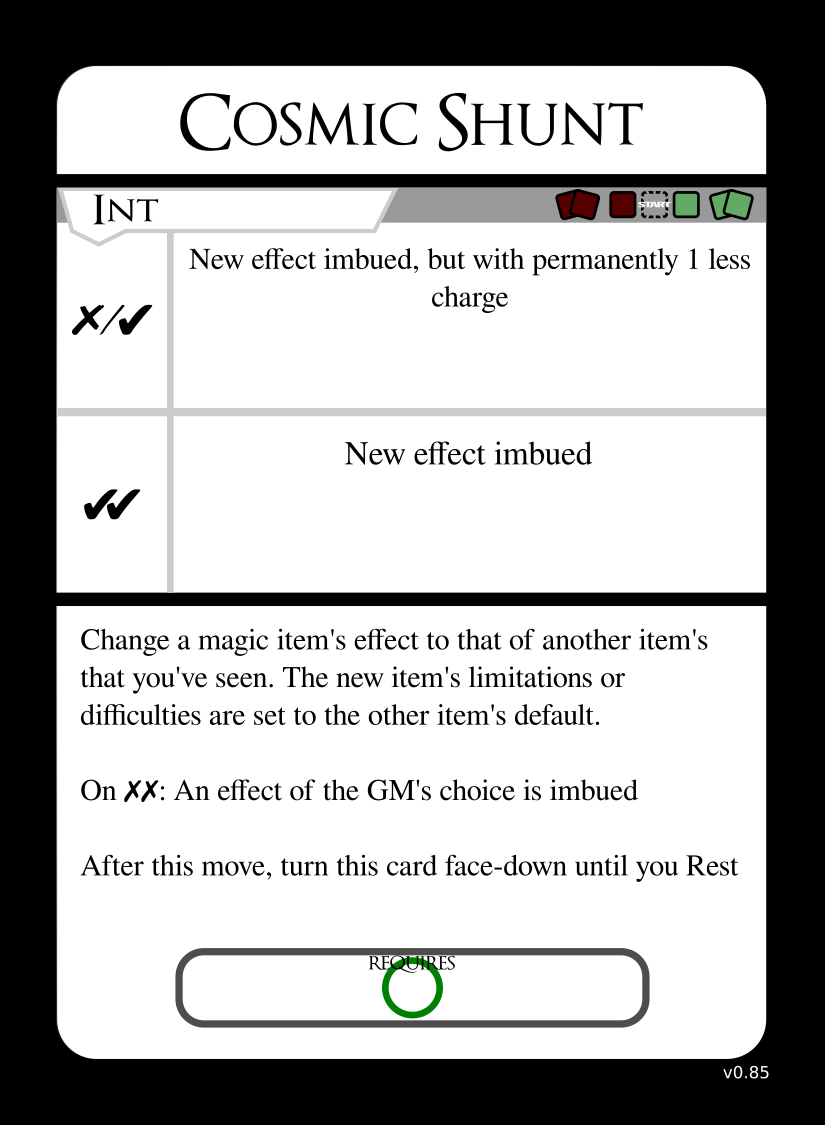 Cosmic Shunt
Int
START
New effect imbued, but with permanently 1 less
charge
✗/✔
New effect imbued
✔✔
Change a magic item's effect to that of another item's
that you've seen. The new item's limitations or
difficulties are set to the other item's default.
On ✗✗: An effect of the GM's choice is imbued
After this move, turn this card face-down until you Rest
REQUIRES
v0.85